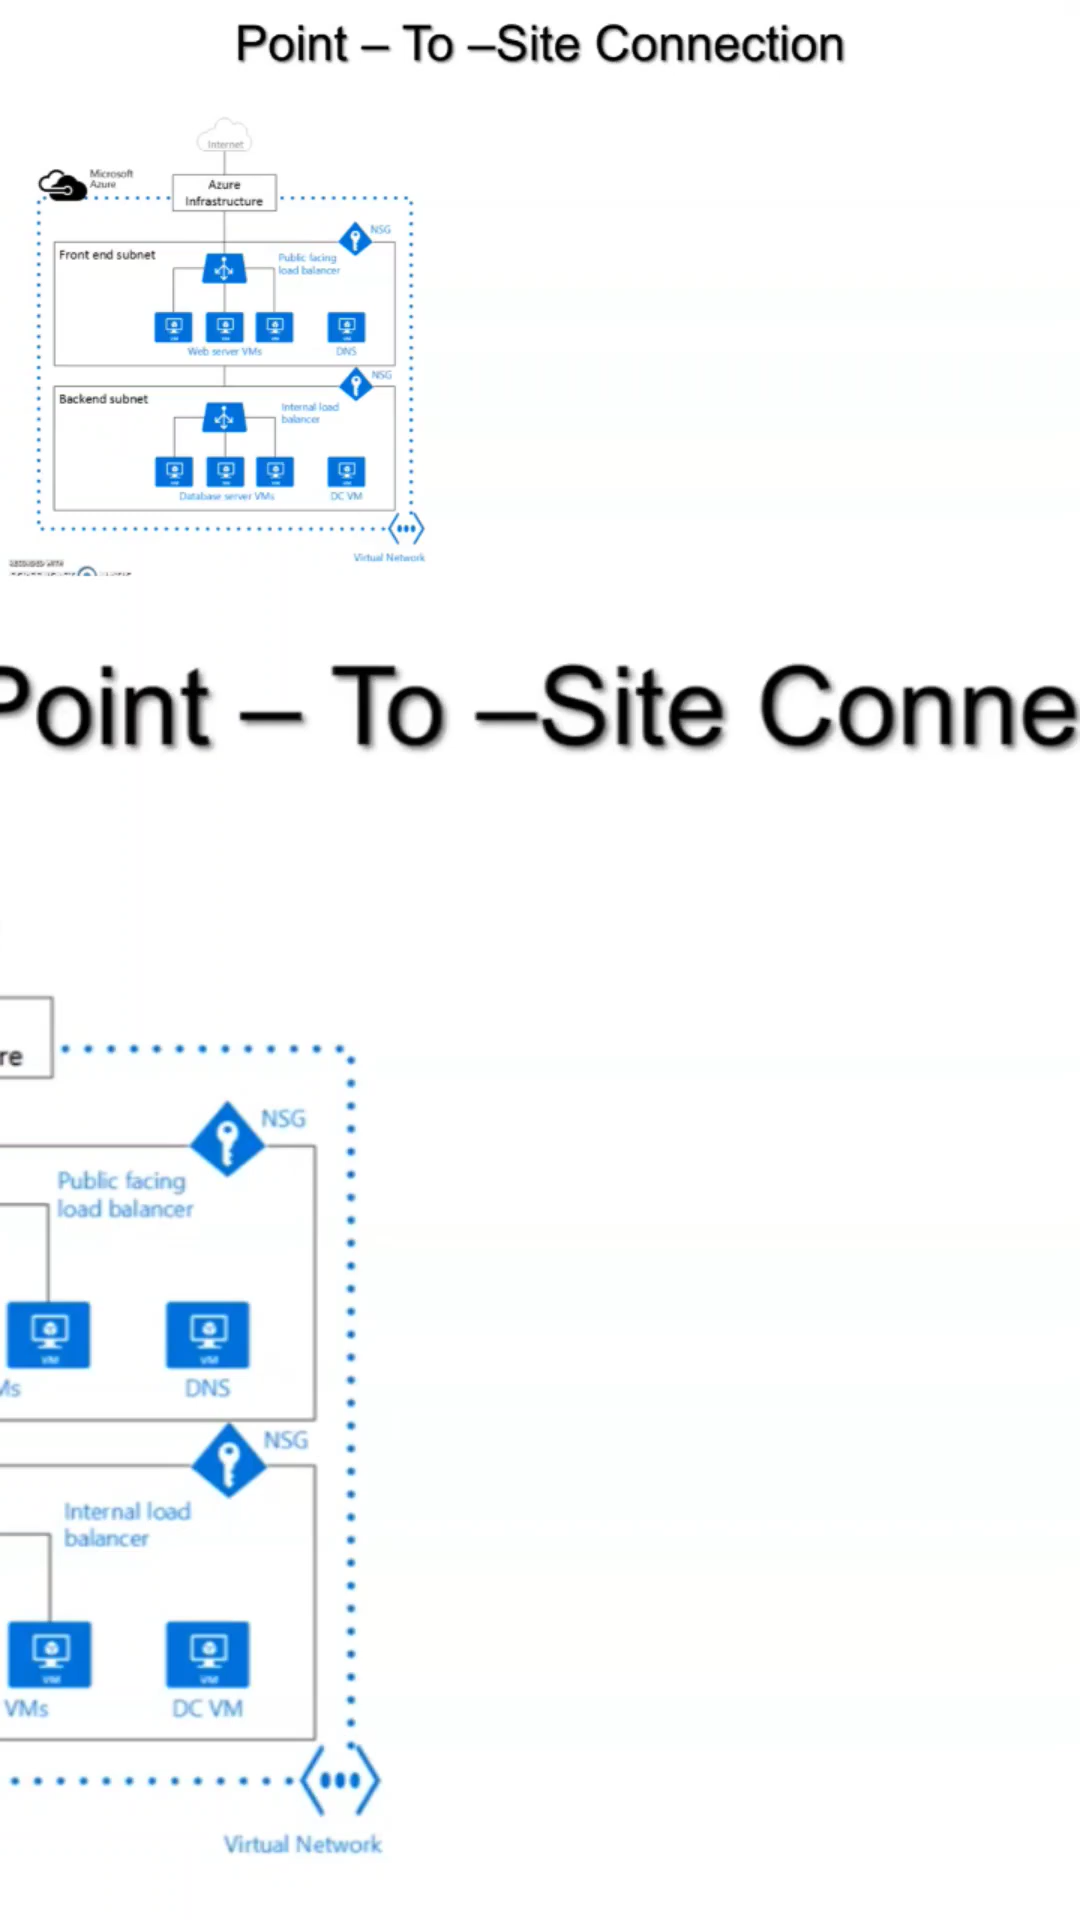 Point – To –Site Connection
Internet
Microsoft
Azure
Azure
Infrastructure
NSG
Front end subnet
Public facing
load balancer
Web server VMs
DNS
NSG
Backend subnet
Internal load
balancer
Database server VMs
DC VM
Virtual Network
RECORDED WITH
Point – To –Site Conne
re
NSG
Public facing
load balancer
VM
VM
Ms
DNS
NSG
Internal load
balancer
VM
VM
VMs
DC VM
Virtual Network